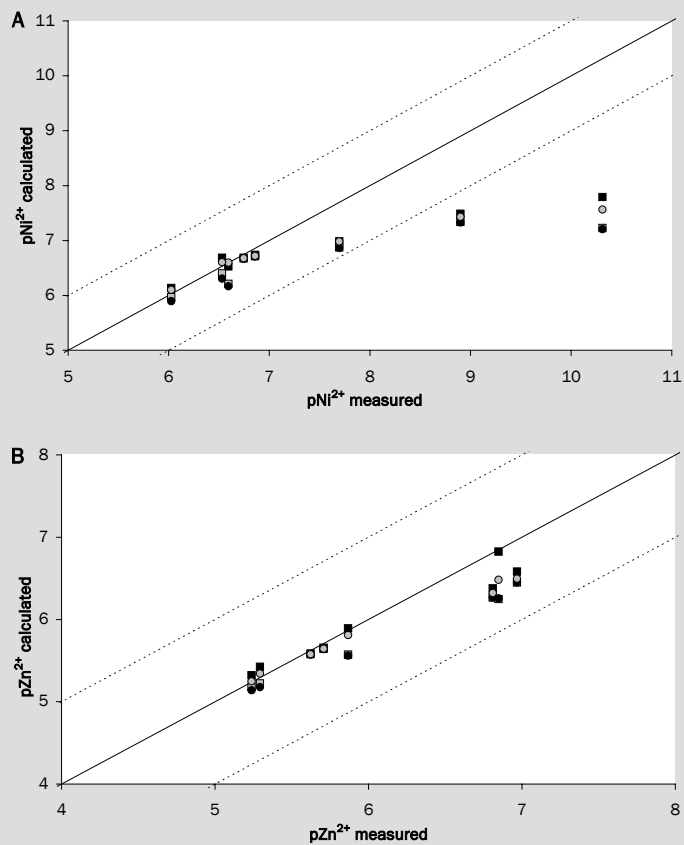 A
11
10
9
8
7
6
5
pNi²⁺ calculated
5 6 7 8 9 10 11
pNi²⁺ measured
B
8
7
6
5
4
pZn²⁺ calculated
4 5 6 7 8
pZn²⁺ measured